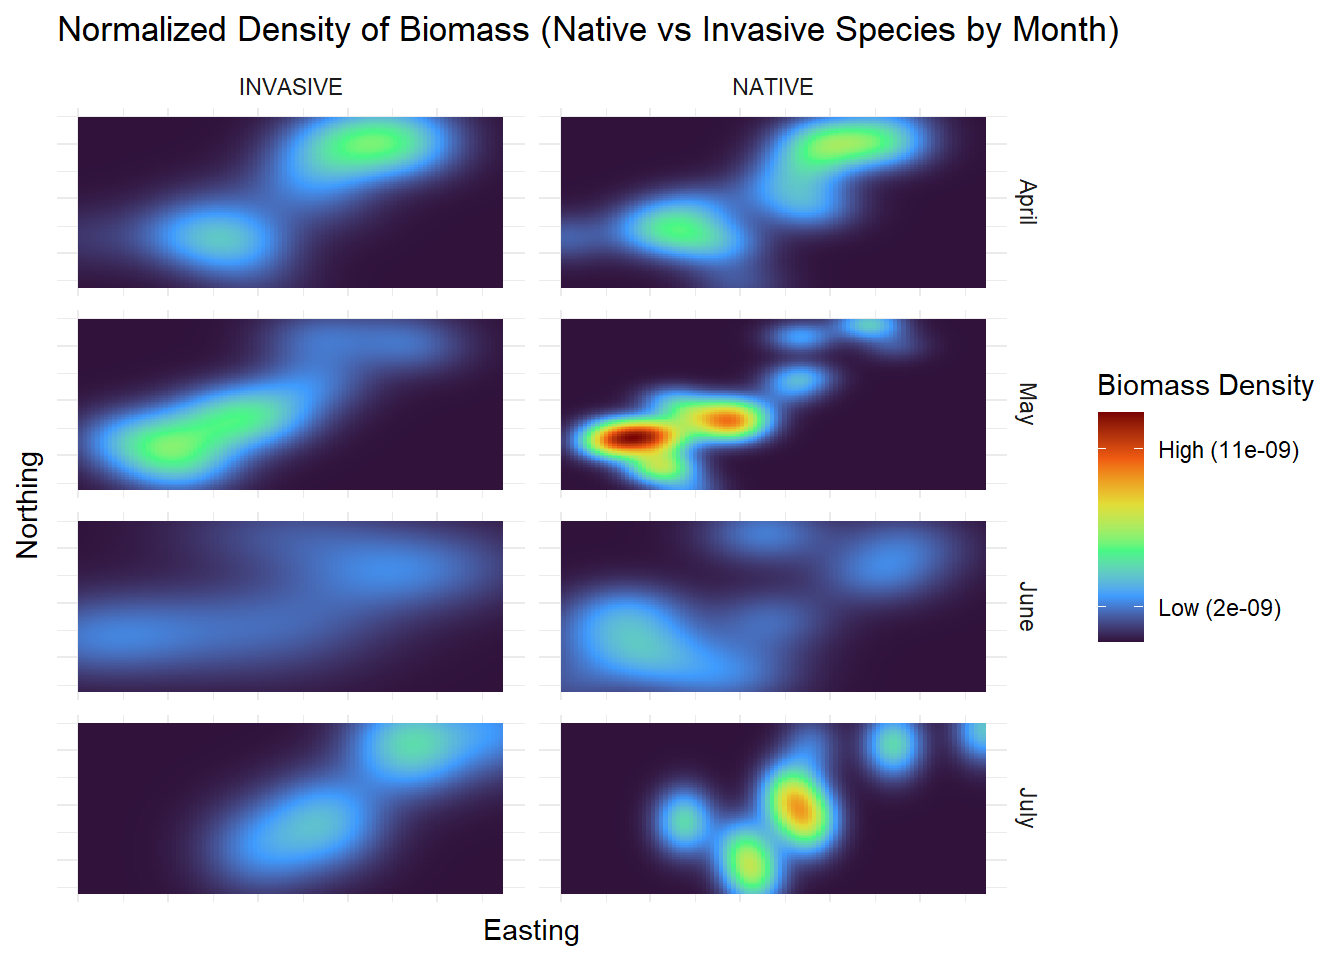 Normalized Density of Biomass (Native vs Invasive Species by Month)
INVASIVE
NATIVE
April
May
June
July
Northing
Easting
Biomass Density
High (11e-09)
Low (2e-09)